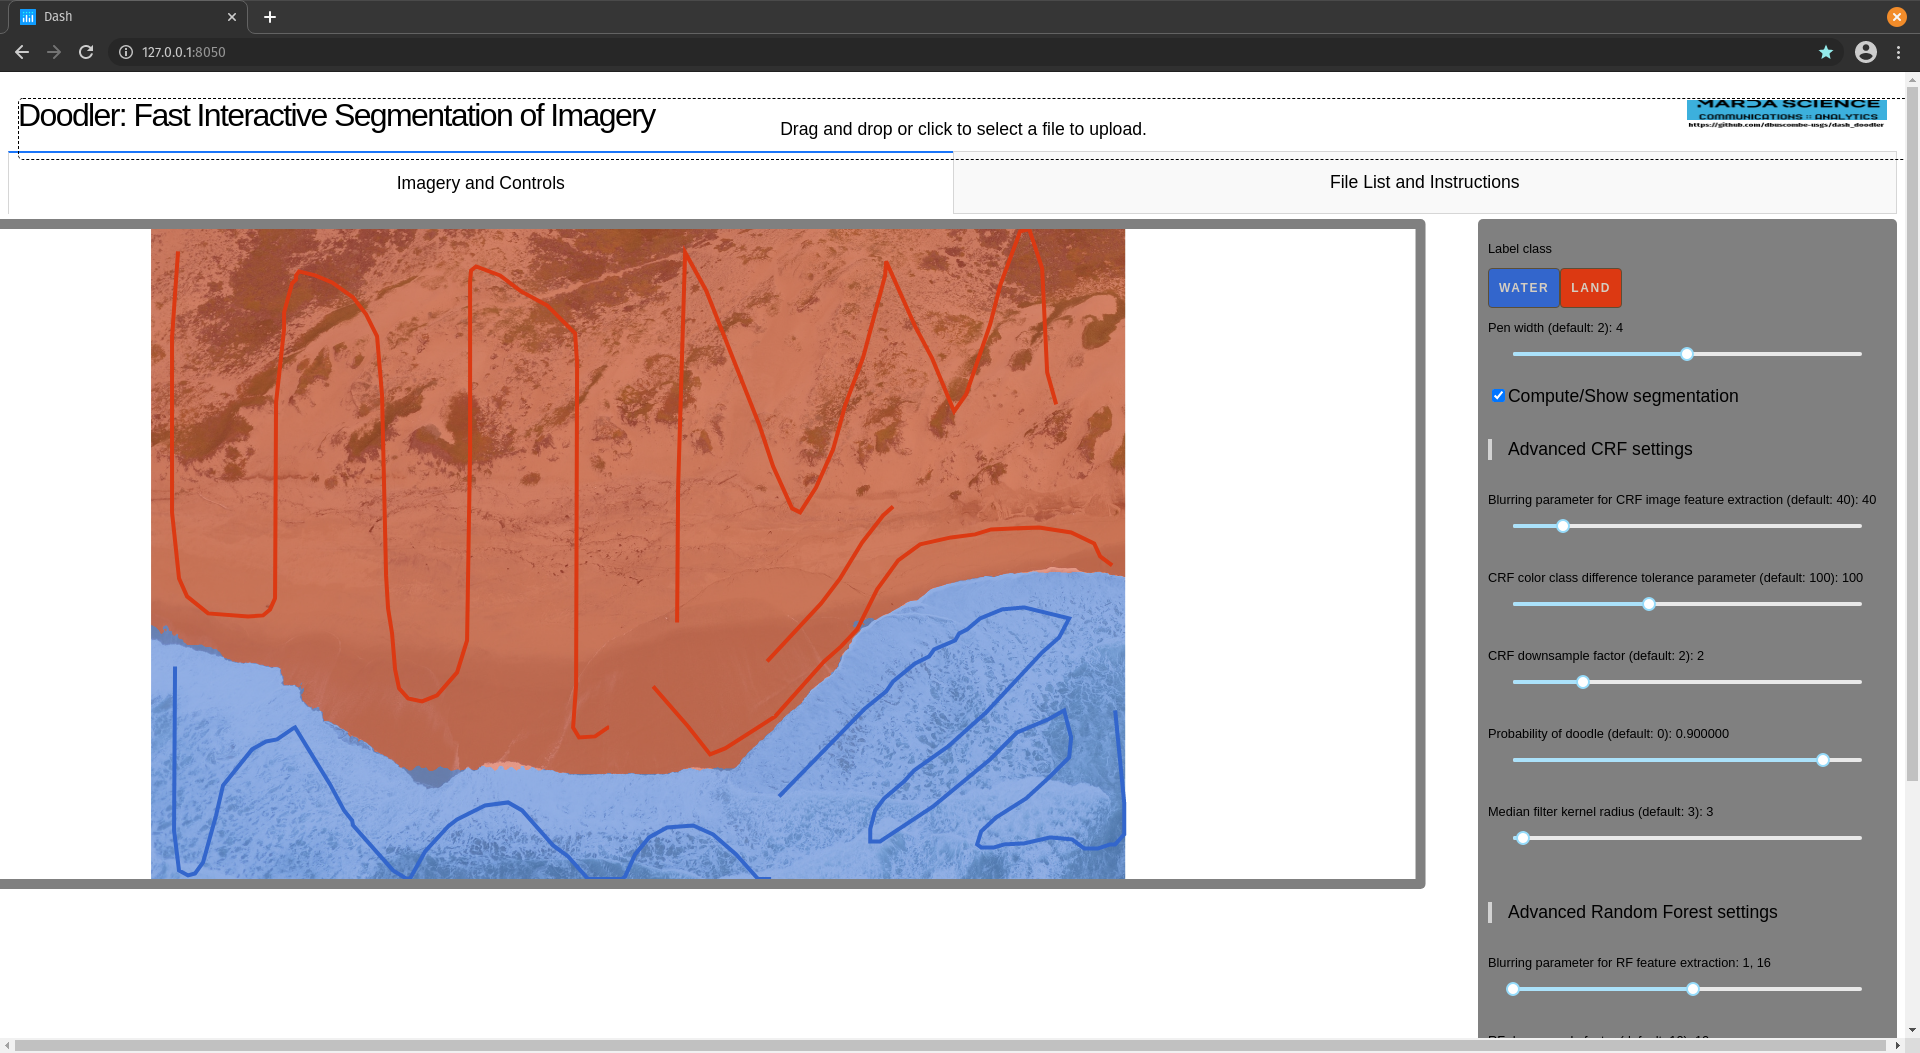 Dash
127.0.0.1:8050
Doodler: Fast Interactive Segmentation of Imagery
Drag and drop or click to select a file to upload.
MARDA SCIENCE
COMMUNICATIONS :: ANALYTICS
https://github.com/dbuscombe-usgs/dash_doodler
Imagery and Controls
File List and Instructions
Label class
WATER LAND
Pen width (default: 2): 4
Compute/Show segmentation
Advanced CRF settings
Blurring parameter for CRF image feature extraction (default: 40): 40
CRF color class difference tolerance parameter (default: 100): 100
CRF downsample factor (default: 2): 2
Probability of doodle (default: 0): 0.900000
Median filter kernel radius (default: 3): 3
Advanced Random Forest settings
Blurring parameter for RF feature extraction: 1, 16